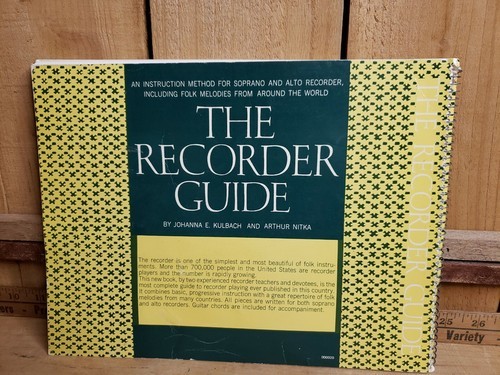 AN INSTRUCTION METHOD FOR SOPRANO AND ALTO RECORDER,
INCLUDING FOLK MELODIES FROM AROUND THE WORLD
THE
RECORDER
GUIDE
BY JOHANNA E. KULBACH AND ARTHUR NITKA
The recorder is one of the simplest and most beautiful of folk instru-
ments. More than 700,000 people in the United States are recorder
players and the number is rapidly growing.
This new book, by two experienced recorder teachers and devotees, is the
most complete guide to recorder playing ever published in this country.
It combines basic, progressive instruction with a great repertoire of folk
melodies from many countries. All pieces are written for both soprano
and alto recorders. Guitar chords are included for accompaniment.
THE RECORDER GUIDE
2/5 2/6
Variety